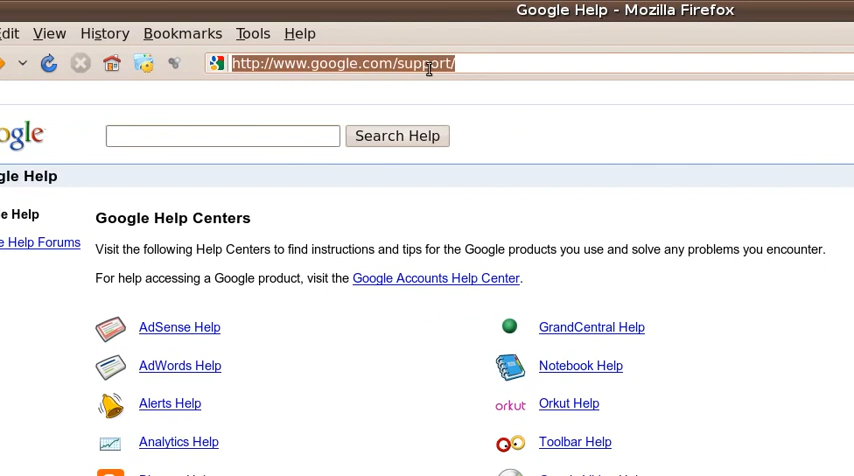 Google Help - Mozilla Firefox
dit View History Bookmarks Tools Help
http://www.google.com/support/
ogle Search Help
gle Help
e Help
Google Help Centers
e Help Forums
Visit the following Help Centers to find instructions and tips for the Google products you use and solve any problems you encounter.
For help accessing a Google product, visit the Google Accounts Help Center.
AdSense Help
GrandCentral Help
AdWords Help
Notebook Help
Alerts Help
orkut Orkut Help
Analytics Help
Toolbar Help